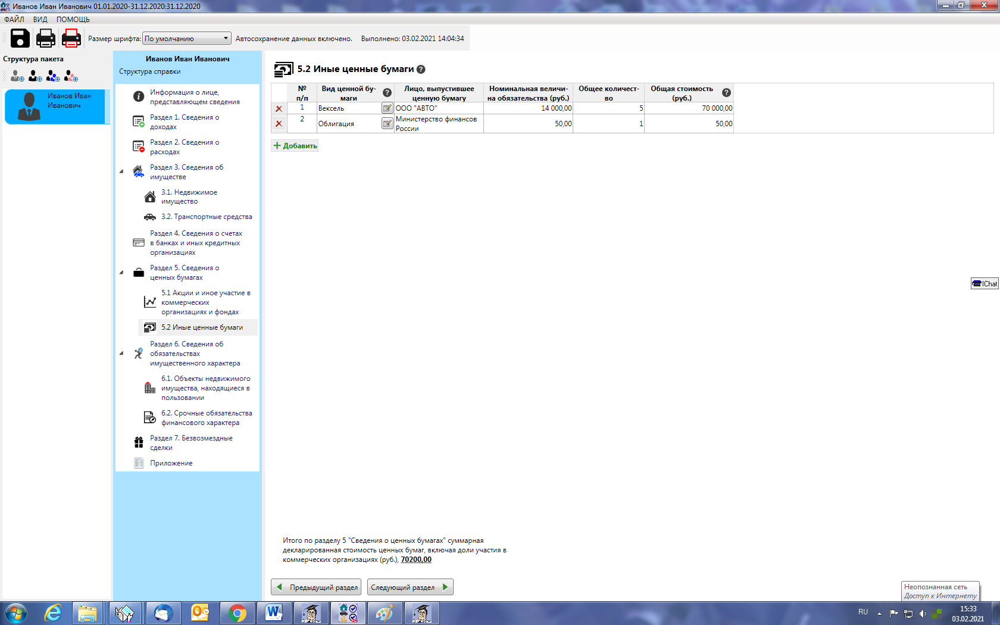 Иванов Иван Иванович 01.01.2020-31.12.2020:31.12.2020
ФАЙЛ ВИД ПОМОЩЬ
Размер шрифта: По умолчанию Автосохранение данных включено. Выполнено: 03.02.2021 14:04:34
Структура пакета
Иванов Иван
Иванович
Иванов Иван Иванович
Структура справки
Информация о лице,
представляющем сведения
Раздел 1. Сведения о
доходах
Раздел 2. Сведения о
расходах
Раздел 3. Сведения об
имуществе
3.1. Недвижимое
имущество
3.2. Транспортные средства
Раздел 4. Сведения о счетах
в банках и иных кредитных
организациях
Раздел 5. Сведения о
ценных бумагах
5.1 Акции и иное участие в
коммерческих
организациях и фондах
5.2 Иные ценные бумаги
Раздел 6. Сведения об
обязательствах
имущественного характера
6.1. Объекты недвижимого
имущества, находящиеся в
пользовании
6.2. Срочные обязательства
финансового характера
Раздел 7. Безвозмездные
сделки
Приложение
5.2 Иные ценные бумаги ?
№ Вид ценной бу- Лицо, выпустившее Номинальная величи- Общее количест- Общая стоимость
п/п маги ? ценную бумагу на обязательства (руб.) во (руб.) ?
1 Вексель ООО "АВТО" 14 000,00 5 70 000,00
2 Облигация Министерство финансов 50,00 1 50,00
России
Добавить
Итого по разделу 5 "Сведения о ценных бумагах" суммарная
декларированная стоимость ценных бумаг, включая доли участия в
коммерческих организациях (руб.), 70200,00
Предыдущий раздел Следующий раздел
IChat
Неопознанная сеть
Доступ к Интернету
RU
15:33
03.02.2021